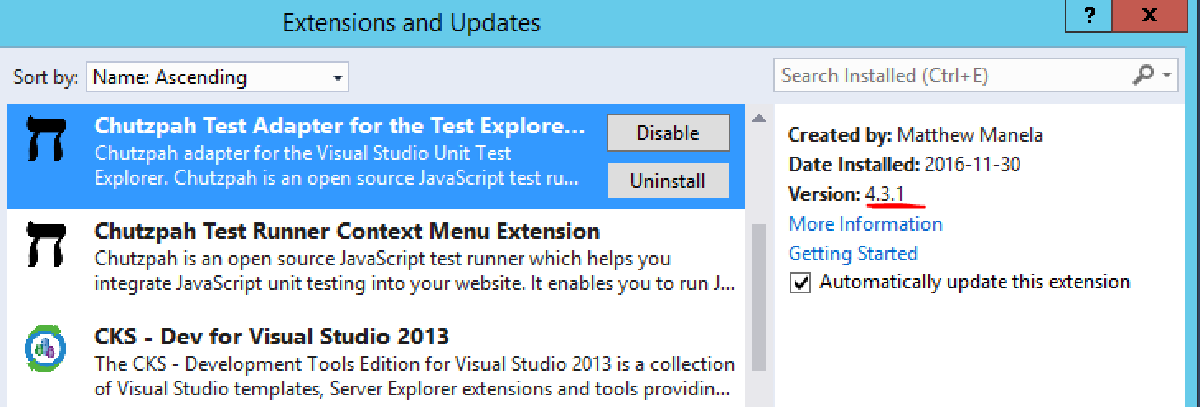 Extensions and Updates
?
x
Sort by: Name: Ascending
Search Installed (Ctrl+E)
ת
Chutzpah Test Adapter for the Test Explore...
Chutzpah adapter for the Visual Studio Unit Test
Explorer. Chutzpah is an open source JavaScript test ru...
Disable
Uninstall
ת
Chutzpah Test Runner Context Menu Extension
Chutzpah is an open source JavaScript test runner which helps you
integrate JavaScript unit testing into your website. It enables you to run J...
CKS - Dev for Visual Studio 2013
The CKS - Development Tools Edition for Visual Studio 2013 is a collection
of Visual Studio templates, Server Explorer extensions and tools providin...
Created by: Matthew Manela
Date Installed: 2016-11-30
Version: 4.3.1
More Information
Getting Started
Automatically update this extension